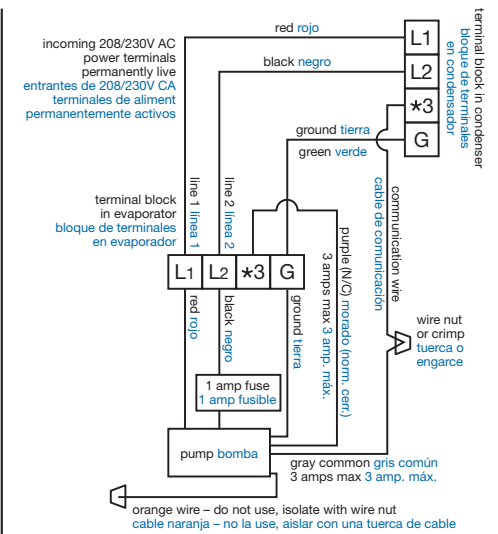 red rojo
L1
incoming 208/230V AC
power terminals
permanently live
entrantes de 208/230V CA
terminales de aliment
permanentemente activos
black negro
L2
*3
ground tierra
green verde
G
terminal block in condenser
bloque de terminales
en condensador
line 1 línea 1
line 2 línea 2
terminal block
in evaporator
bloque de terminales
en evaporador
L1 L2 *3 G
purple (N/C) morado (norm. cerr.)
3 amps max 3 amp. máx.
communication wire
cable de comunicación
red rojo
black negro
ground tierra
wire nut
or crimp
tuerca o
engarce
1 amp fuse
1 amp fusible
pump bomba
gray common gris común
3 amps max 3 amp. máx.
orange wire – do not use, isolate with wire nut
cable naranja – no la use, aislar con una tuerca de cable